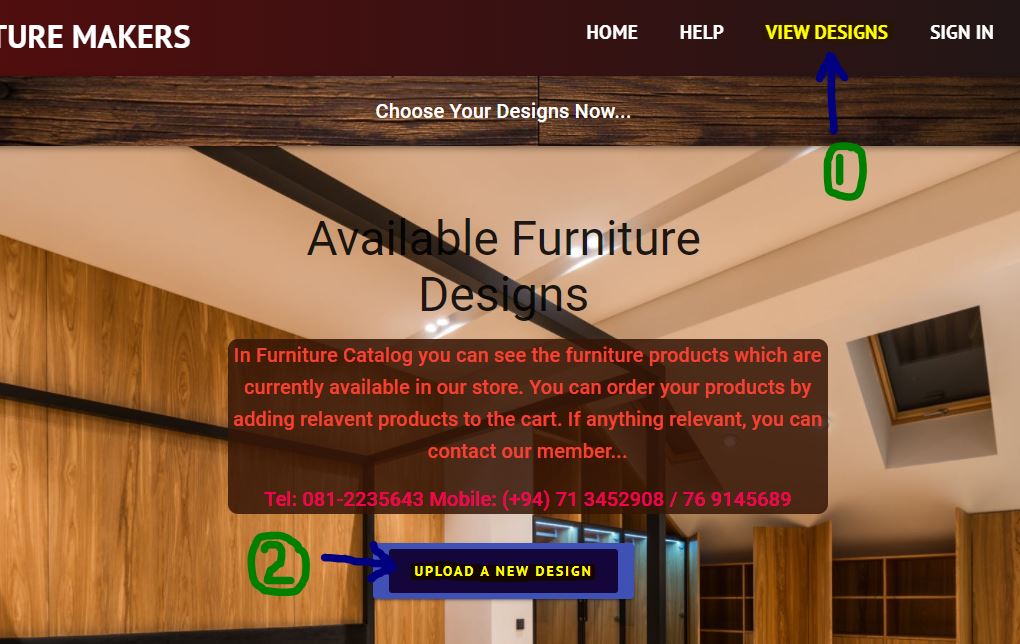 TURE MAKERS
HOME HELP VIEW DESIGNS SIGN IN
Choose Your Designs Now...
1
Available Furniture
Designs
In Furniture Catalog you can see the furniture products which are
currently available in our store. You can order your products by
adding relavent products to the cart. If anything relevant, you can
contact our member...
Tel: 081-2235643 Mobile: (+94) 71 3452908 / 76 9145689
2
UPLOAD A NEW DESIGN